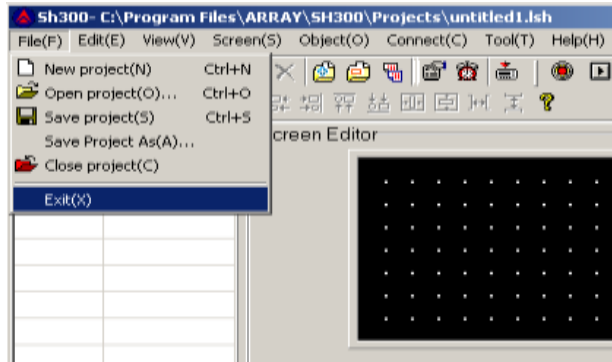 Sh300- C:\Program Files\ARRAY\SH300\Projects\untitled1.lsh
File(F) Edit(E) View(V) Screen(S) Object(O) Connect(C) Tool(T) Help(H)
New project(N) Ctrl+N
Open project(O)... Ctrl+O
Save project(S) Ctrl+S
Save Project As(A)...
Close project(C)
Exit(X)
creen Editor